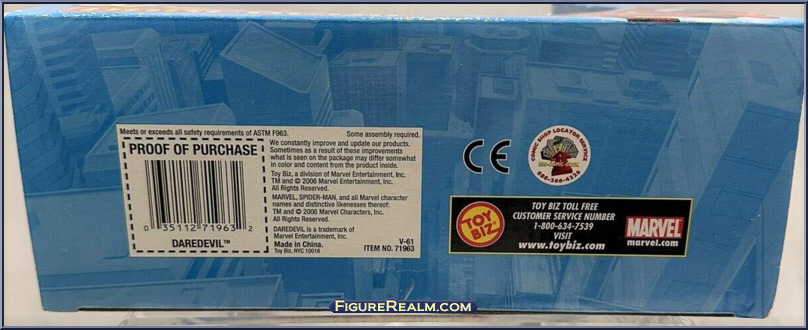 Meets or exceeds all safety requirements of ASTM F963.
Some assembly required.
PROOF OF PURCHASE
0 35112 71963 2
DAREDEVIL™
We constantly improve and update our products.
Sometimes as a result of these improvements
what is seen on the package may differ somewhat
in color and content from the product inside.
Toy Biz, a division of Marvel Entertainment, Inc.
TM and © 2006 Marvel Entertainment, Inc.
All Rights Reserved.
MARVEL, SPIDER-MAN, and all Marvel character
names and distinctive likenesses thereof:
TM and © 2006 Marvel Characters, Inc.
All Rights Reserved.
DAREDEVIL is a trademark of
Marvel Entertainment, Inc.
Made in China.
V-61
Toy Biz, NYC 10016
ITEM NO. 71963
CE
COMIC SHOP LOCATOR SERVICE
888-COMIC-BOOK
888-266-4226
TOY BIZ
TOY BIZ TOLL FREE
CUSTOMER SERVICE NUMBER
1-800-634-7539
VISIT
www.toybiz.com
MARVEL
marvel.com
FIGUREREALM.COM